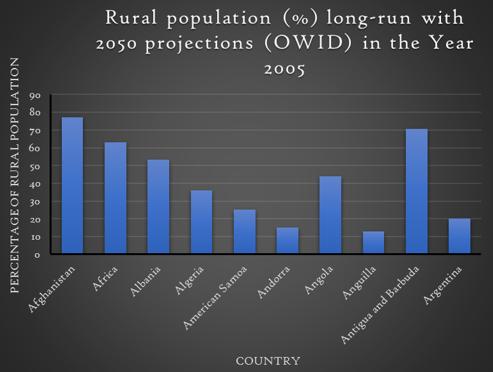 Rural population (%) long-run with
2050 projections (OWID) in the Year
2005
PERCENTAGE OF RURAL POPULATION
90
80
70
60
50
40
30
20
10
0
Afghanistan
Africa
Albania
Algeria
American Samoa
Andorra
Angola
Anguilla
Antigua and Barbuda
Argentina
COUNTRY